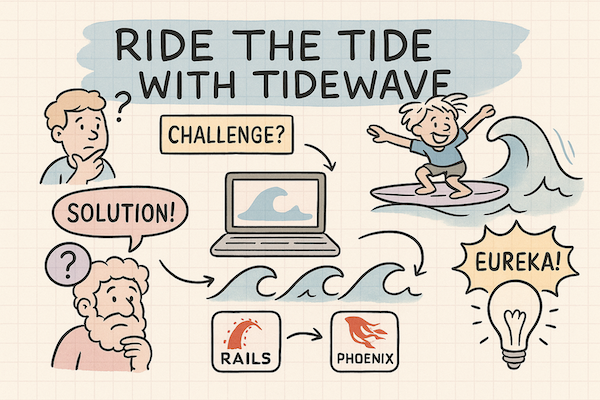 RIDE THE TIDE
WITH TIDEWAVE
?
CHALLENGE?
SOLUTION!
?
EUREKA!
RAILS
PHOENIX